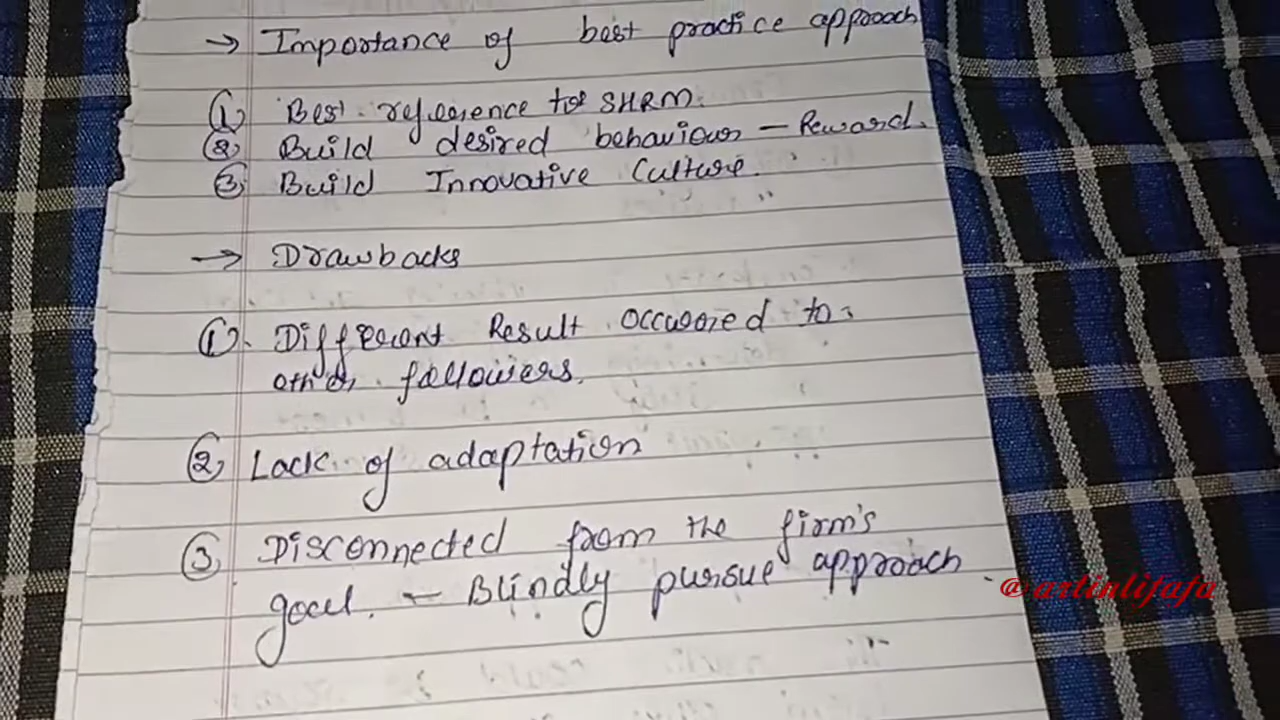 → Importance of best practice approach
① Best reference for SHRM.
② Build desired behaviour – Reward.
③ Build Innovative Culture.
→ Drawbacks
①. Different Result occurred to
other followers.
② Lack of adaptation
③ Disconnected from the firm's
goal. – Blindly pursue approach.
@artinlifafa